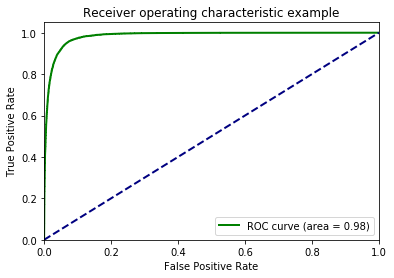 Receiver operating characteristic example
True Positive Rate
1.0
0.8
0.6
0.4
0.2
0.0
ROC curve (area = 0.98)
0.0 0.2 0.4 0.6 0.8 1.0
False Positive Rate